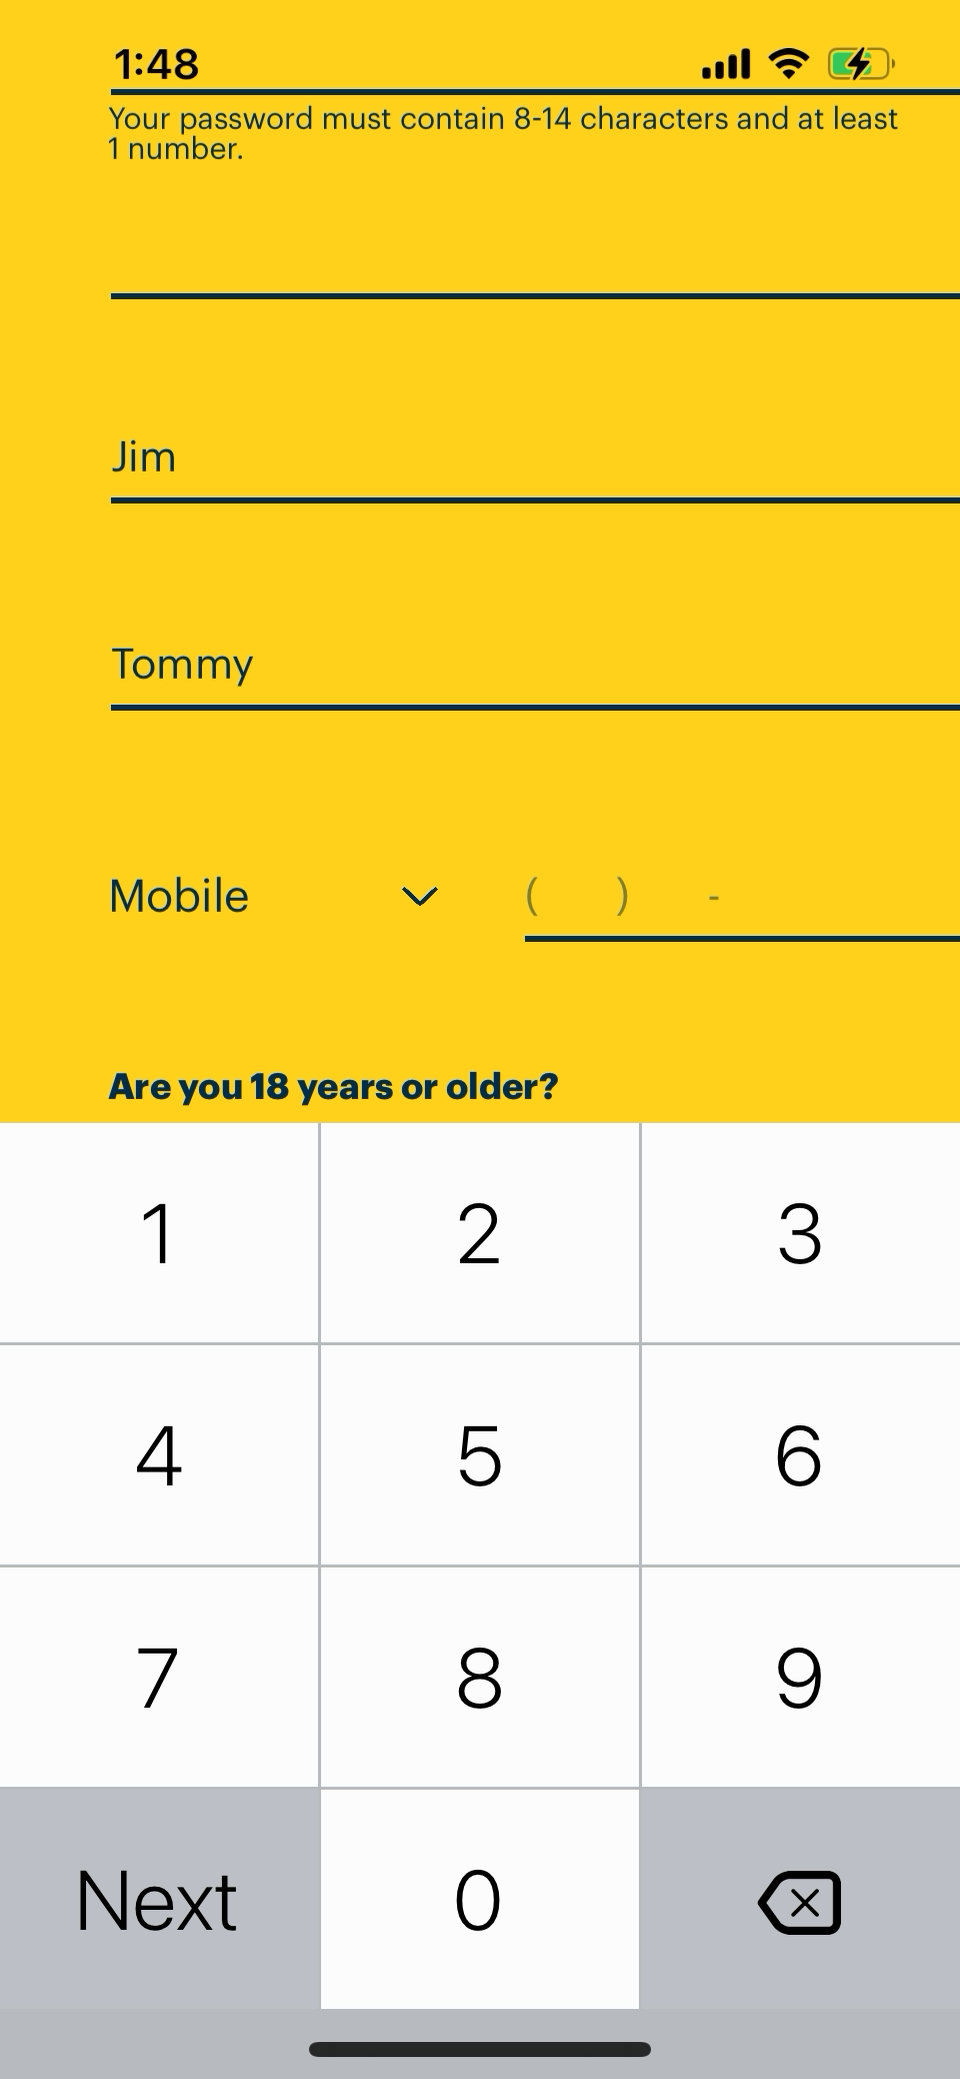 1:48
Your password must contain 8-14 characters and at least
1 number.
Jim
Tommy
Mobile ( ) -
Are you 18 years or older?
1 2 3
4 5 6
7 8 9
Next 0